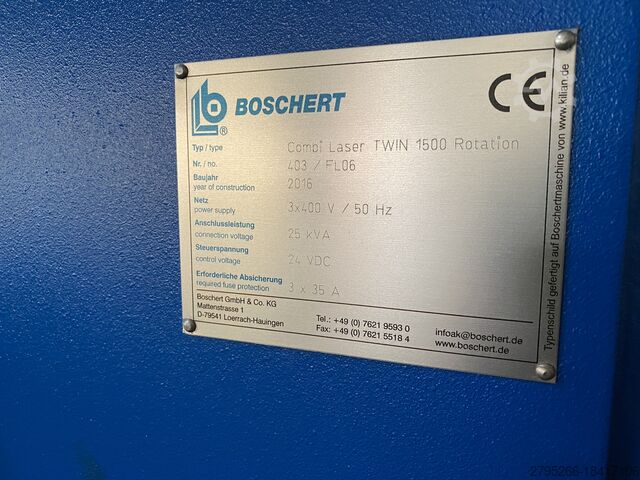 BOSCHERT
®
CE
Typ / type Combi Laser TWIN 1500 Rotation
Nr. / no. 403 / FL06
Baujahr
year of construction 2016
Netz
power supply 3x400 V / 50 Hz
Anschlussleistung
connection voltage 25 kVA
Steuerspannung
control voltage 24 VDC
Erforderliche Absicherung
required fuse protection 3 x 35 A
Boschert GmbH & Co. KG
Mattenstrasse 1
D-79541 Loerrach-Hauingen
Tel.: +49 (0) 7621 9593 0
Fax: +49 (0) 7621 5518 4
infoak@boschert.de
www.boschert.de
Typenschild gefertigt auf Boschertmaschine von www.kilian.de